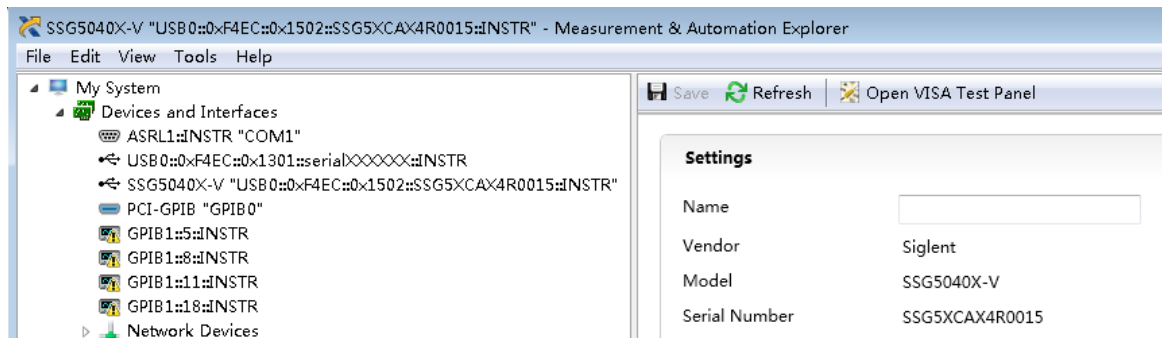 SSG5040X-V "USB0::0xF4EC::0x1502::SSG5XCAX4R0015::INSTR" - Measurement & Automation Explorer
File Edit View Tools Help
My System
Devices and Interfaces
ASRL1::INSTR "COM1"
USB0::0xF4EC::0x1301::serialXXXXXX::INSTR
SSG5040X-V "USB0::0xF4EC::0x1502::SSG5XCAX4R0015::INSTR"
PCI-GPIB "GPIB0"
GPIB1::5::INSTR
GPIB1::8::INSTR
GPIB1::11::INSTR
GPIB1::18::INSTR
Network Devices
Save Refresh Open VISA Test Panel
Settings
Name
Vendor Siglent
Model SSG5040X-V
Serial Number SSG5XCAX4R0015